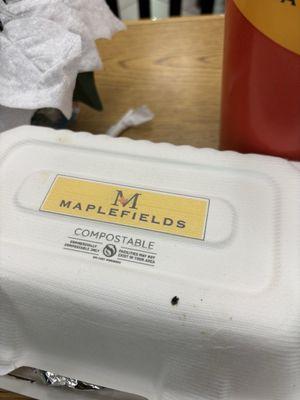 M
MAPLEFIELDS
COMPOSTABLE
COMMERCIALLY COMPOSTABLE ONLY
FACILITIES MAY NOT EXIST IN YOUR AREA
A